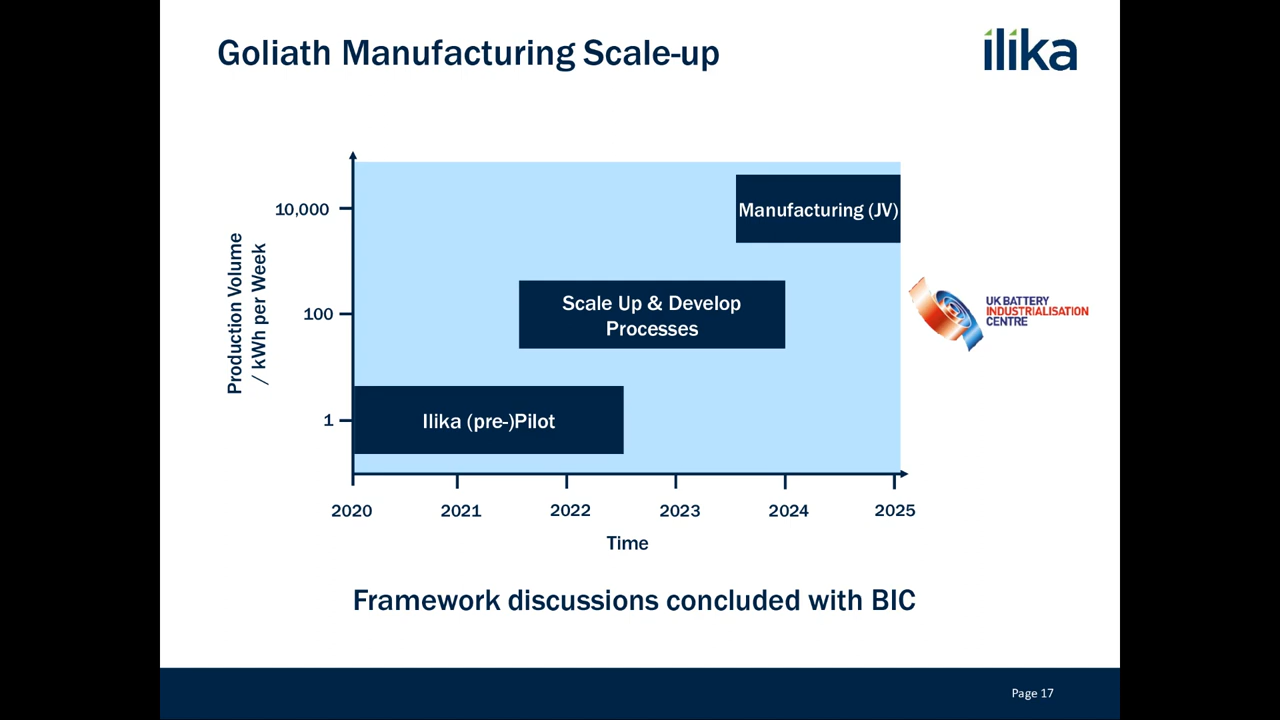 Goliath Manufacturing Scale-up
ilika
Production Volume
/ kWh per Week
10,000
100
1
Manufacturing (JV)
Scale Up & Develop
Processes
Ilika (pre-)Pilot
UK BATTERY
INDUSTRIALISATION
CENTRE
2020
2021
2022
2023
2024
2025
Time
Framework discussions concluded with BIC
Page 17